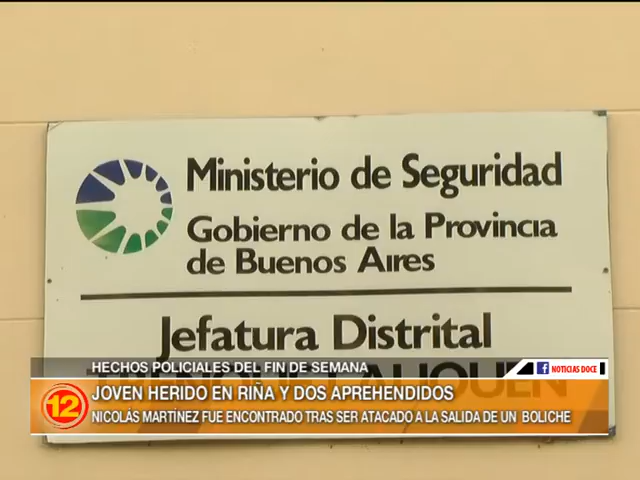 Ministerio de Seguridad
Gobierno de la Provincia
de Buenos Aires
Jefatura Distrital
HECHOS POLICIALES DEL FIN DE SEMANA
f NOTICIAS DOCE
JOVEN HERIDO EN RIÑA Y DOS APREHENDIDOS
12
NICOLÁS MARTÍNEZ FUE ENCONTRADO TRAS SER ATACADO A LA SALIDA DE UN BOLICHE